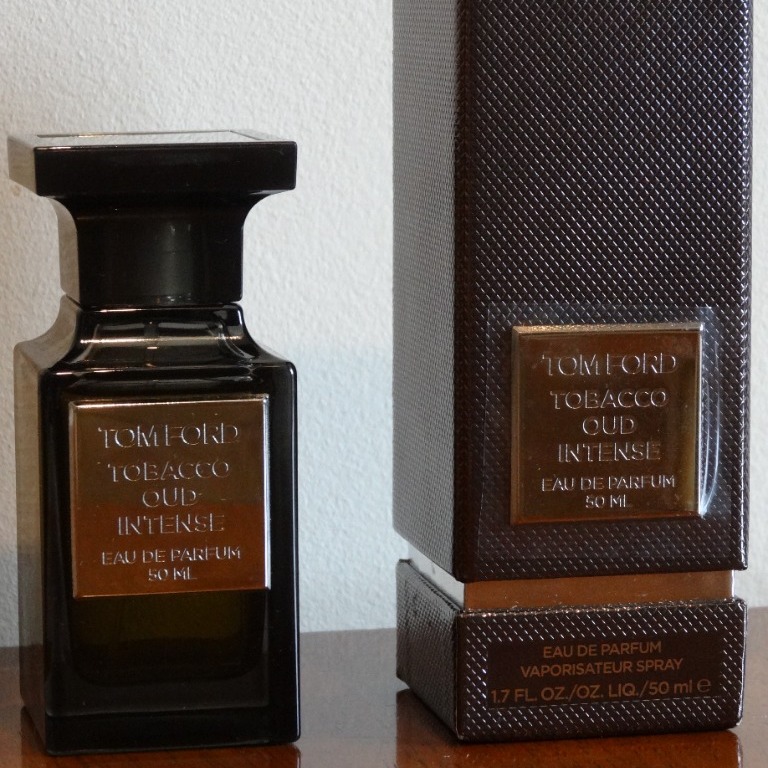 TOM FORD
TOBACCO
OUD
INTENSE
EAU DE PARFUM
50 ML
TOM FORD
TOBACCO
OUD
INTENSE
EAU DE PARFUM
50 ML
EAU DE PARFUM
VAPORISATEUR SPRAY
1.7 FL. OZ./OZ. LIQ./50 ml ℮